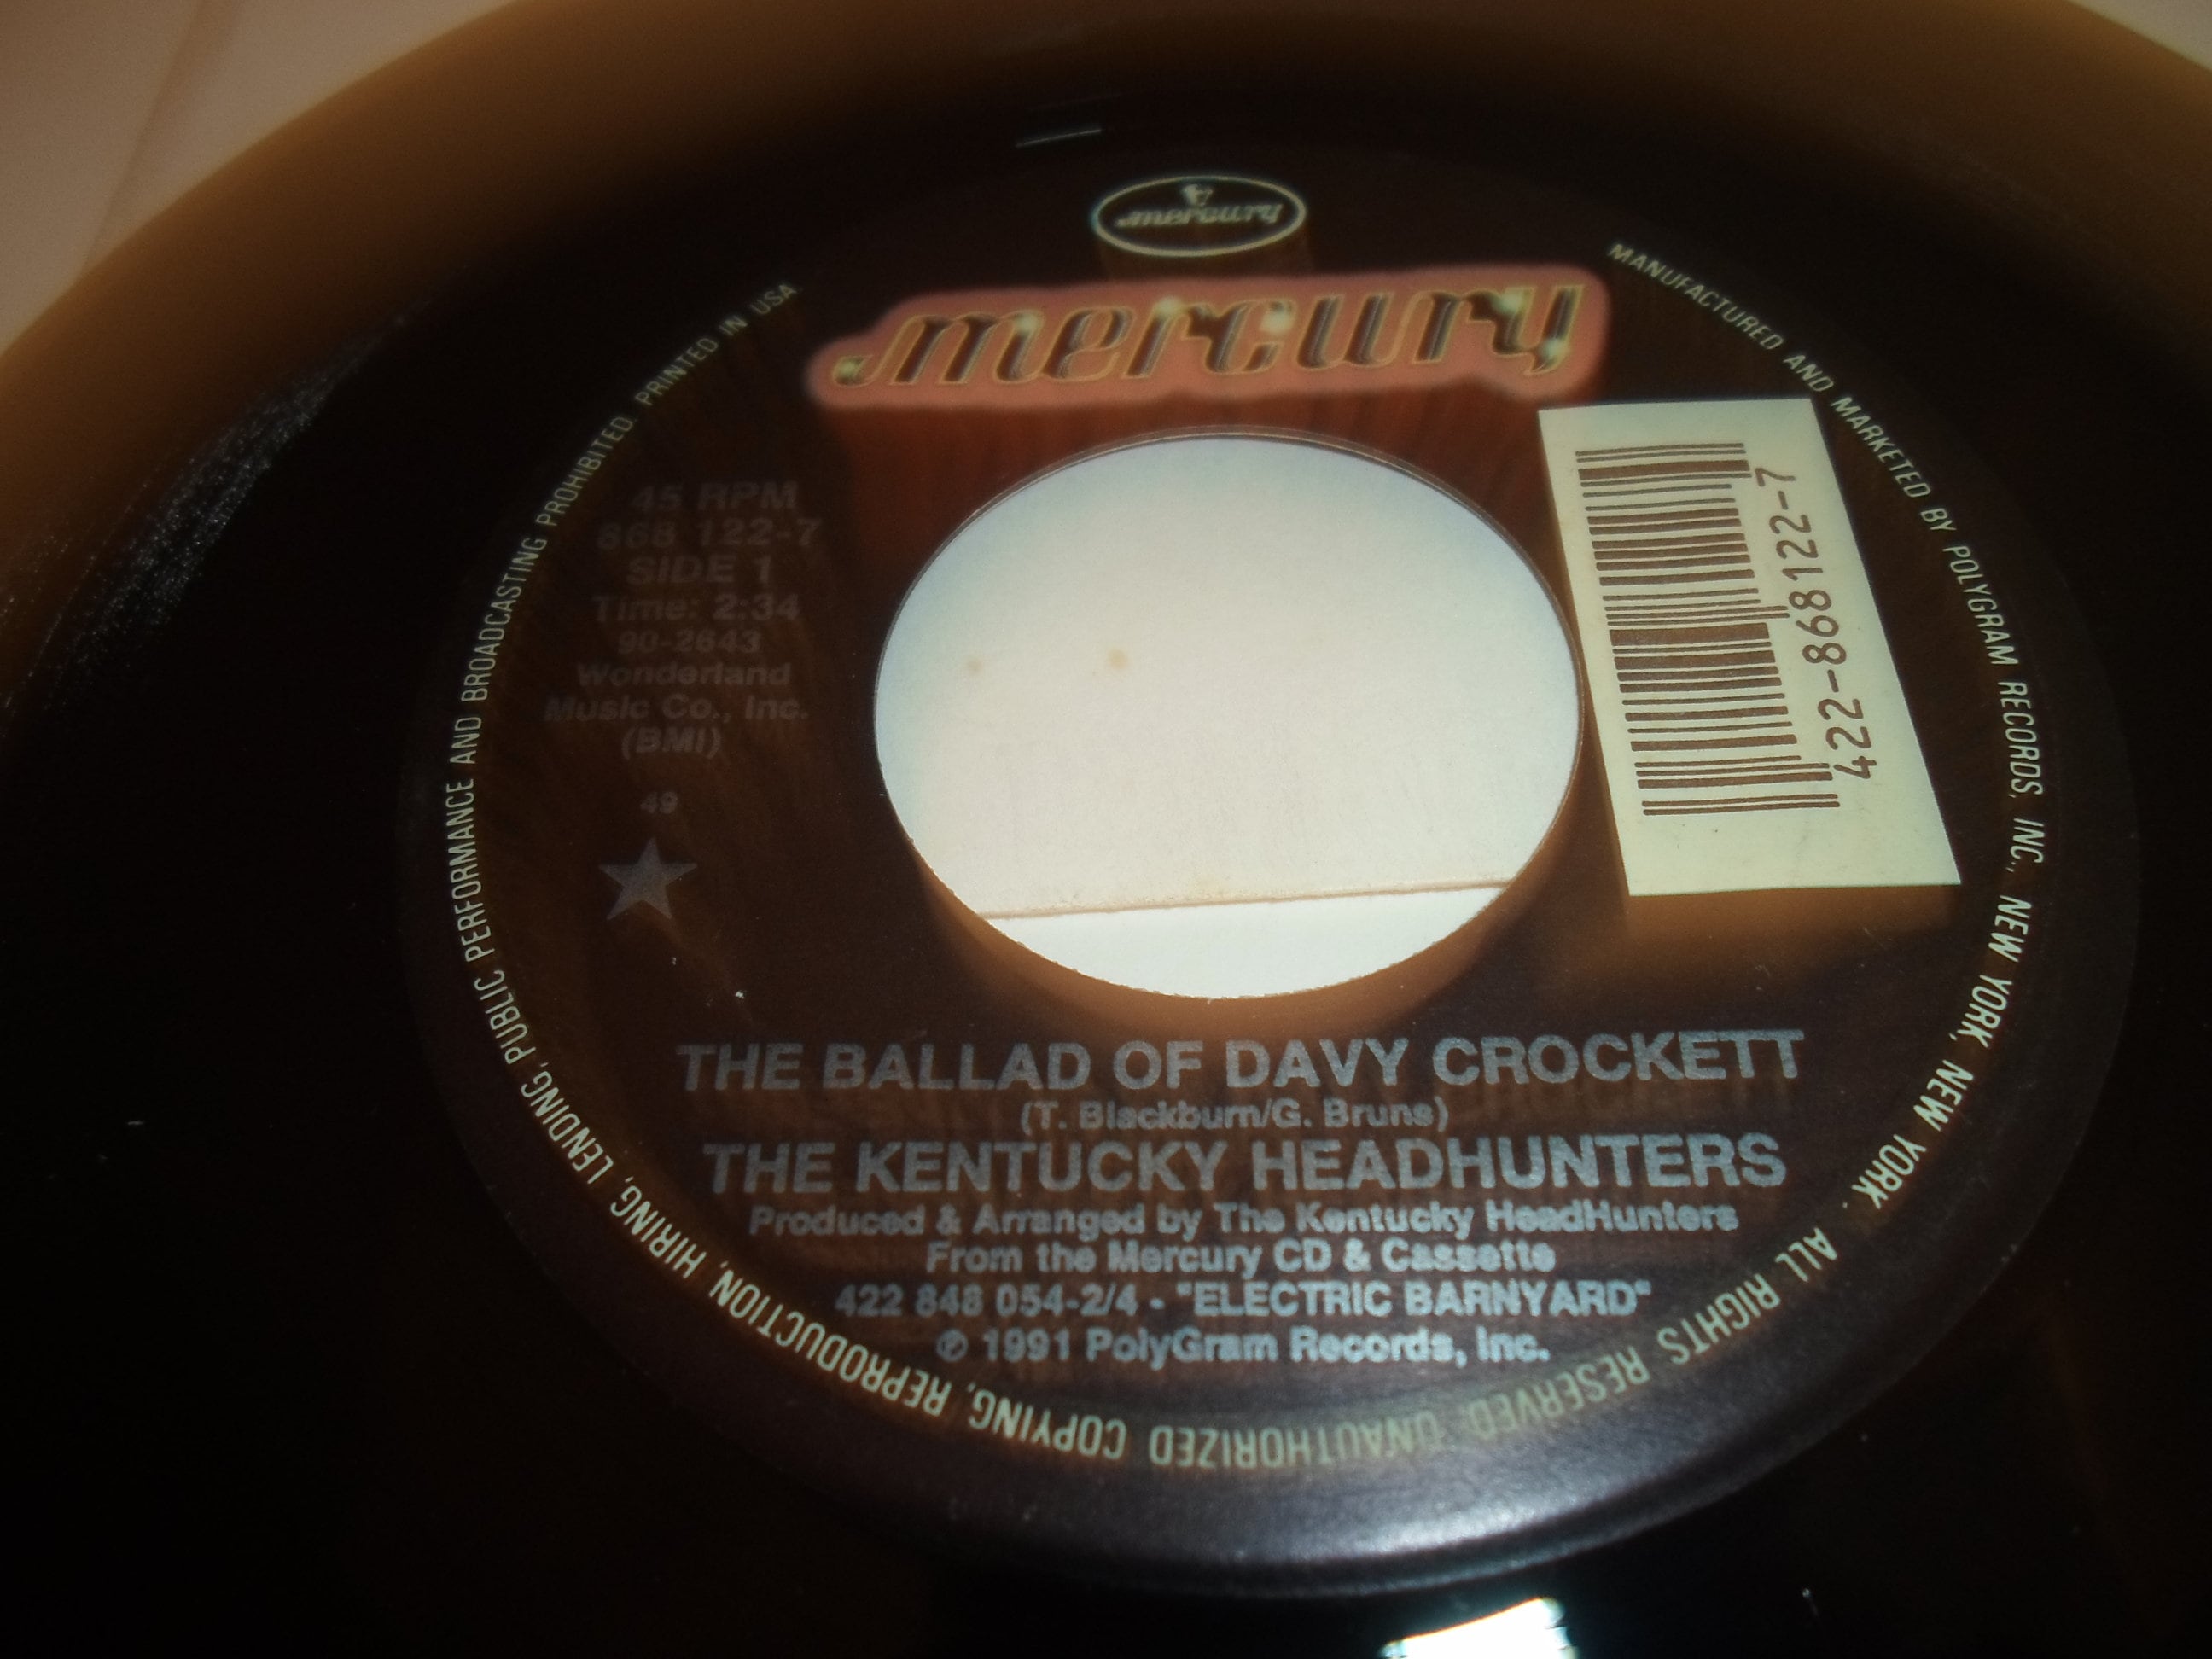 mercury
mercury
MANUFACTURED AND MARKETED BY POLYGRAM RECORDS, INC., NEW YORK, NEW YORK. ALL RIGHTS RESERVED. UNAUTHORIZED COPYING, REPRODUCTION, HIRING, LENDING, PUBLIC PERFORMANCE AND BROADCASTING PROHIBITED. PRINTED IN USA.
45 RPM
868 122-7
SIDE 1
Time: 2:34
90-2643
Wonderland
Music Co., Inc.
(BMI)
49
422-868122-7
THE BALLAD OF DAVY CROCKETT
(T. Blackburn/G. Bruns)
THE KENTUCKY HEADHUNTERS
Produced & Arranged by The Kentucky HeadHunters
From the Mercury CD & Cassette
422 848 054-2/4 - "ELECTRIC BARNYARD"
℗ 1991 PolyGram Records, Inc.